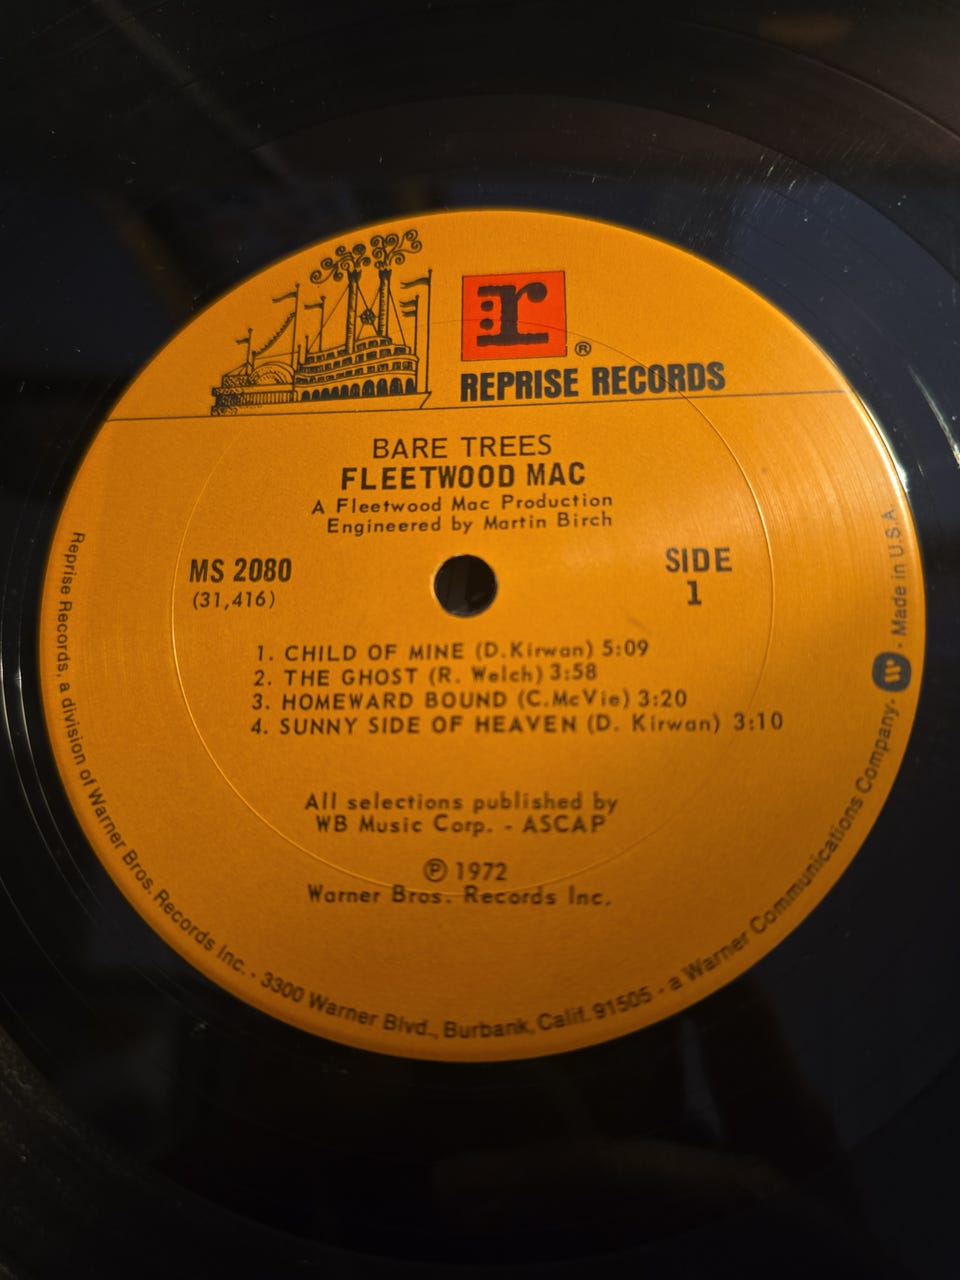 r
®
REPRISE RECORDS
BARE TREES
FLEETWOOD MAC
A Fleetwood Mac Production
Engineered by Martin Birch
MS 2080
(31,416)
SIDE
1
1. CHILD OF MINE (D.Kirwan) 5:09
2. THE GHOST (R. Welch) 3:58
3. HOMEWARD BOUND (C.McVie) 3:20
4. SUNNY SIDE OF HEAVEN (D. Kirwan) 3:10
All selections published by
WB Music Corp. - ASCAP
℗ 1972
Warner Bros. Records Inc.
Reprise Records, a division of Warner Bros. Records Inc. · 3300 Warner Blvd., Burbank, Calif. 91505 · a Warner Communications Company · W · Made in U.S.A.